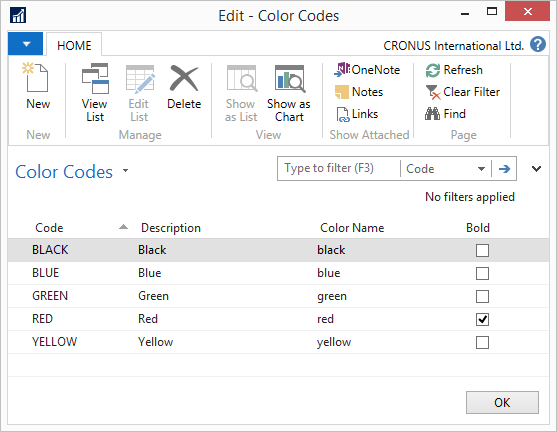 Edit - Color Codes
HOME
CRONUS International Ltd.
New
View List
Edit List
Delete
Show as List
Show as Chart
OneNote
Notes
Links
Refresh
Clear Filter
Find
New
Manage
View
Show Attached
Page
Color Codes
Type to filter (F3)
Code
No filters applied
Code Description Color Name Bold
BLACK Black black
BLUE Blue blue
GREEN Green green
RED Red red
YELLOW Yellow yellow
OK